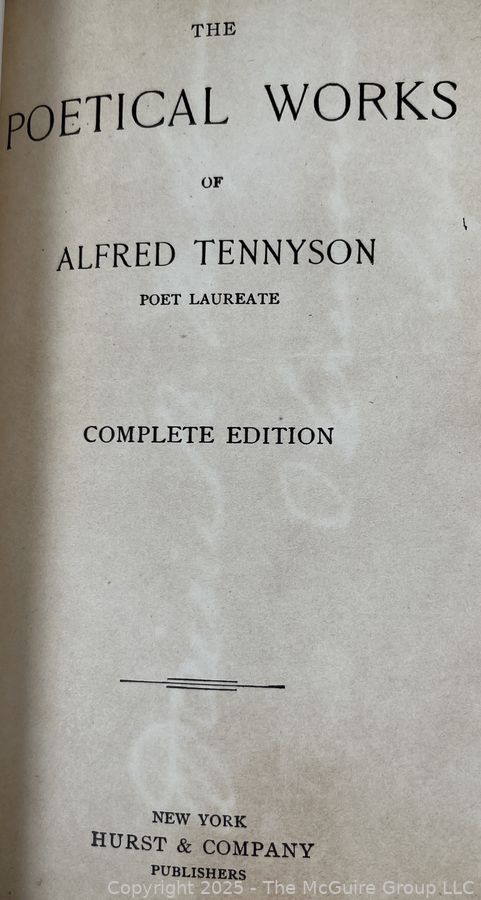 THE
POETICAL WORKS
OF
ALFRED TENNYSON
POET LAUREATE
COMPLETE EDITION
NEW YORK
HURST & COMPANY
PUBLISHERS
Copyright 2025 - The McGuire Group LLC